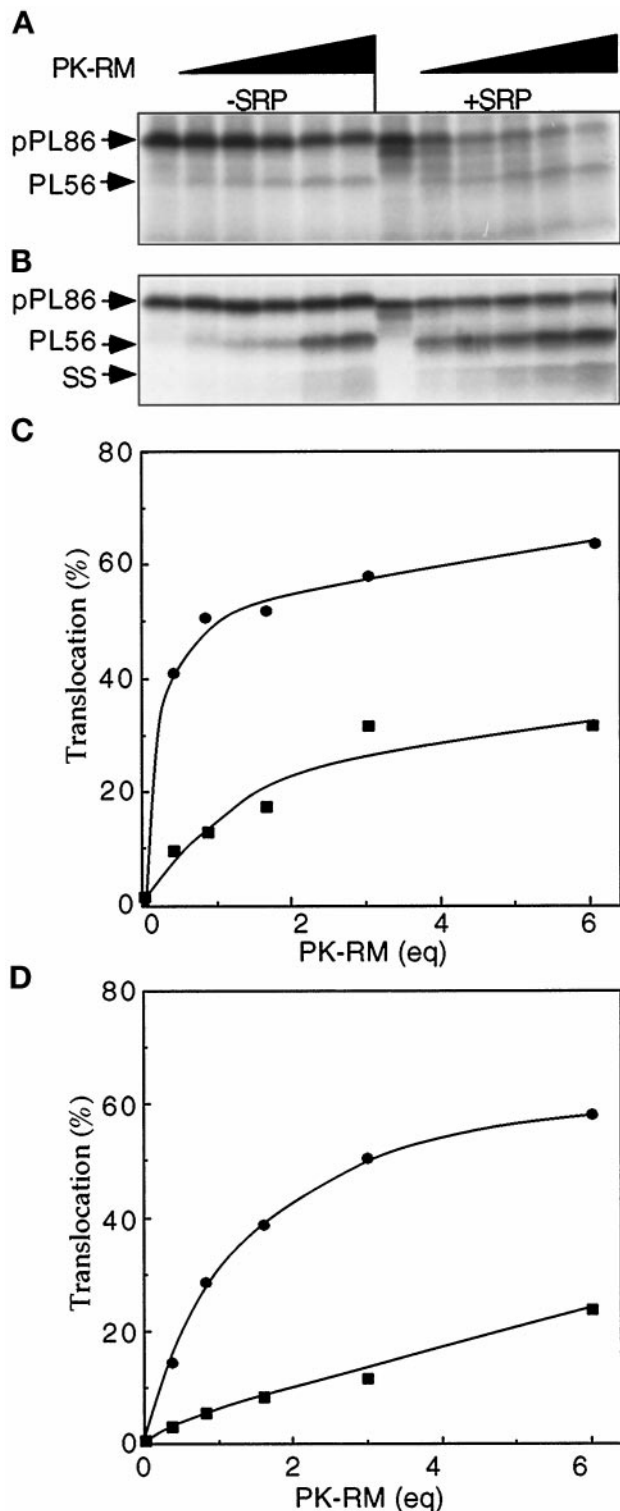 A
PK-RM
-SRP +SRP
pPL86
PL56
B
pPL86
PL56
SS
C
80
60
40
20
0
Translocation (%)
0 2 4 6
PK-RM (eq)
D
80
60
40
20
0
Translocation (%)
0 2 4 6
PK-RM (eq)